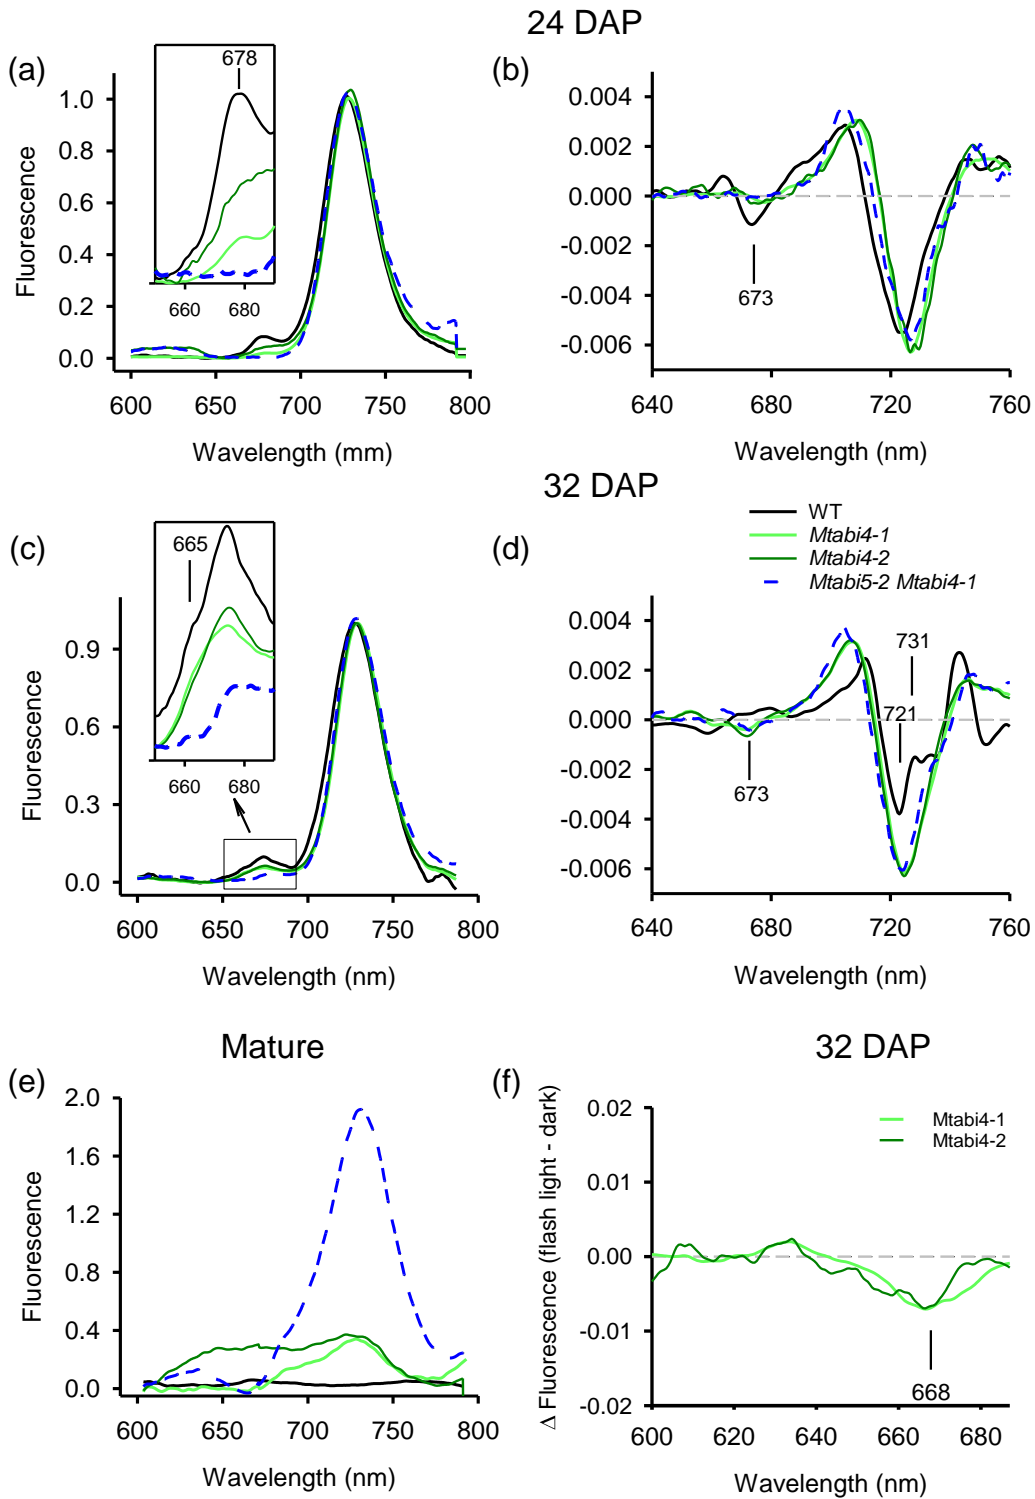 24 DAP
(a)
678
1.0
0.8
0.6
0.4
0.2
0.0
660 680
600 650 700 750 800
Fluorescence
Wavelength (mm)
(b)
0.004
0.002
0.000
-0.002
-0.004
-0.006
673
640 680 720 760
Wavelength (nm)
32 DAP
WT
Mtabi4-1
Mtabi4-2
Mtabi5-2 Mtabi4-1
(c)
665
0.9
0.6
0.3
0.0
660 680
600 650 700 750 800
Fluorescence
Wavelength (nm)
(d)
0.004
0.002
0.000
-0.002
-0.004
-0.006
731
721
673
640 680 720 760
Wavelength (nm)
Mature
(e)
2.0
1.6
1.2
0.8
0.4
0.0
600 650 700 750 800
Fluorescence
Wavelength (nm)
32 DAP
(f)
Mtabi4-1
Mtabi4-2
0.02
0.01
0.00
-0.01
-0.02
668
600 620 640 660 680
Δ Fluorescence (flash light - dark)
Wavelength (nm)